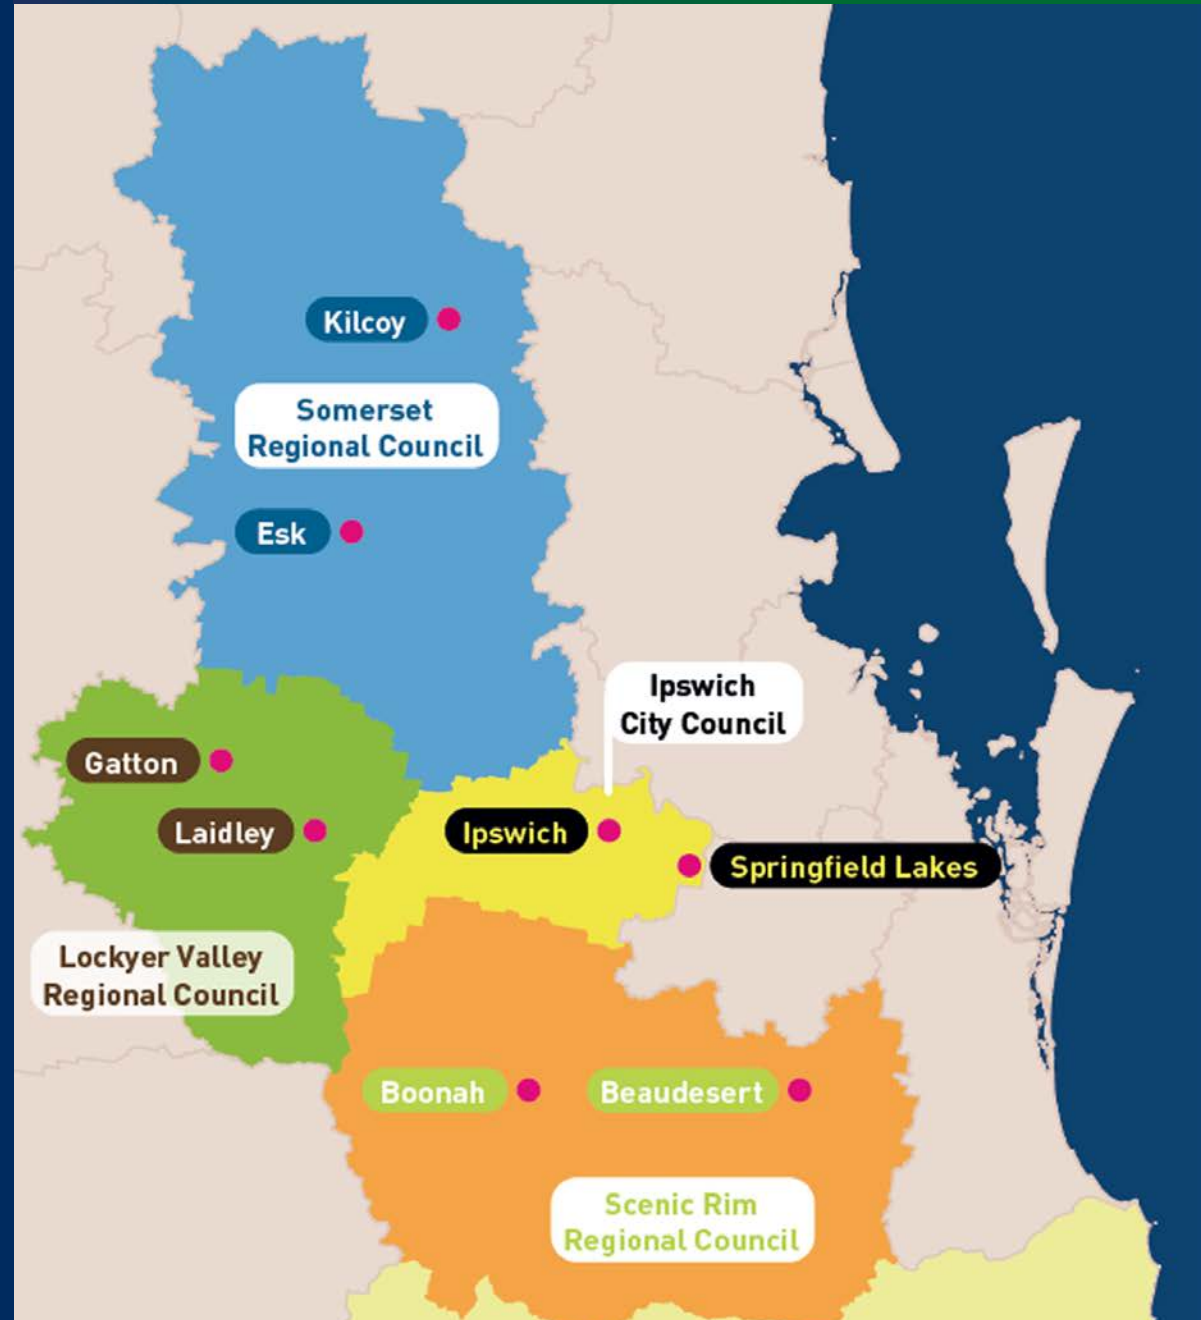 Kilcoy
Somerset
Regional Council
Esk
Ipswich
City Council
Gatton
Laidley
Ipswich
Springfield Lakes
Lockyer Valley
Regional Council
Boonah
Beaudesert
Scenic Rim
Regional Council